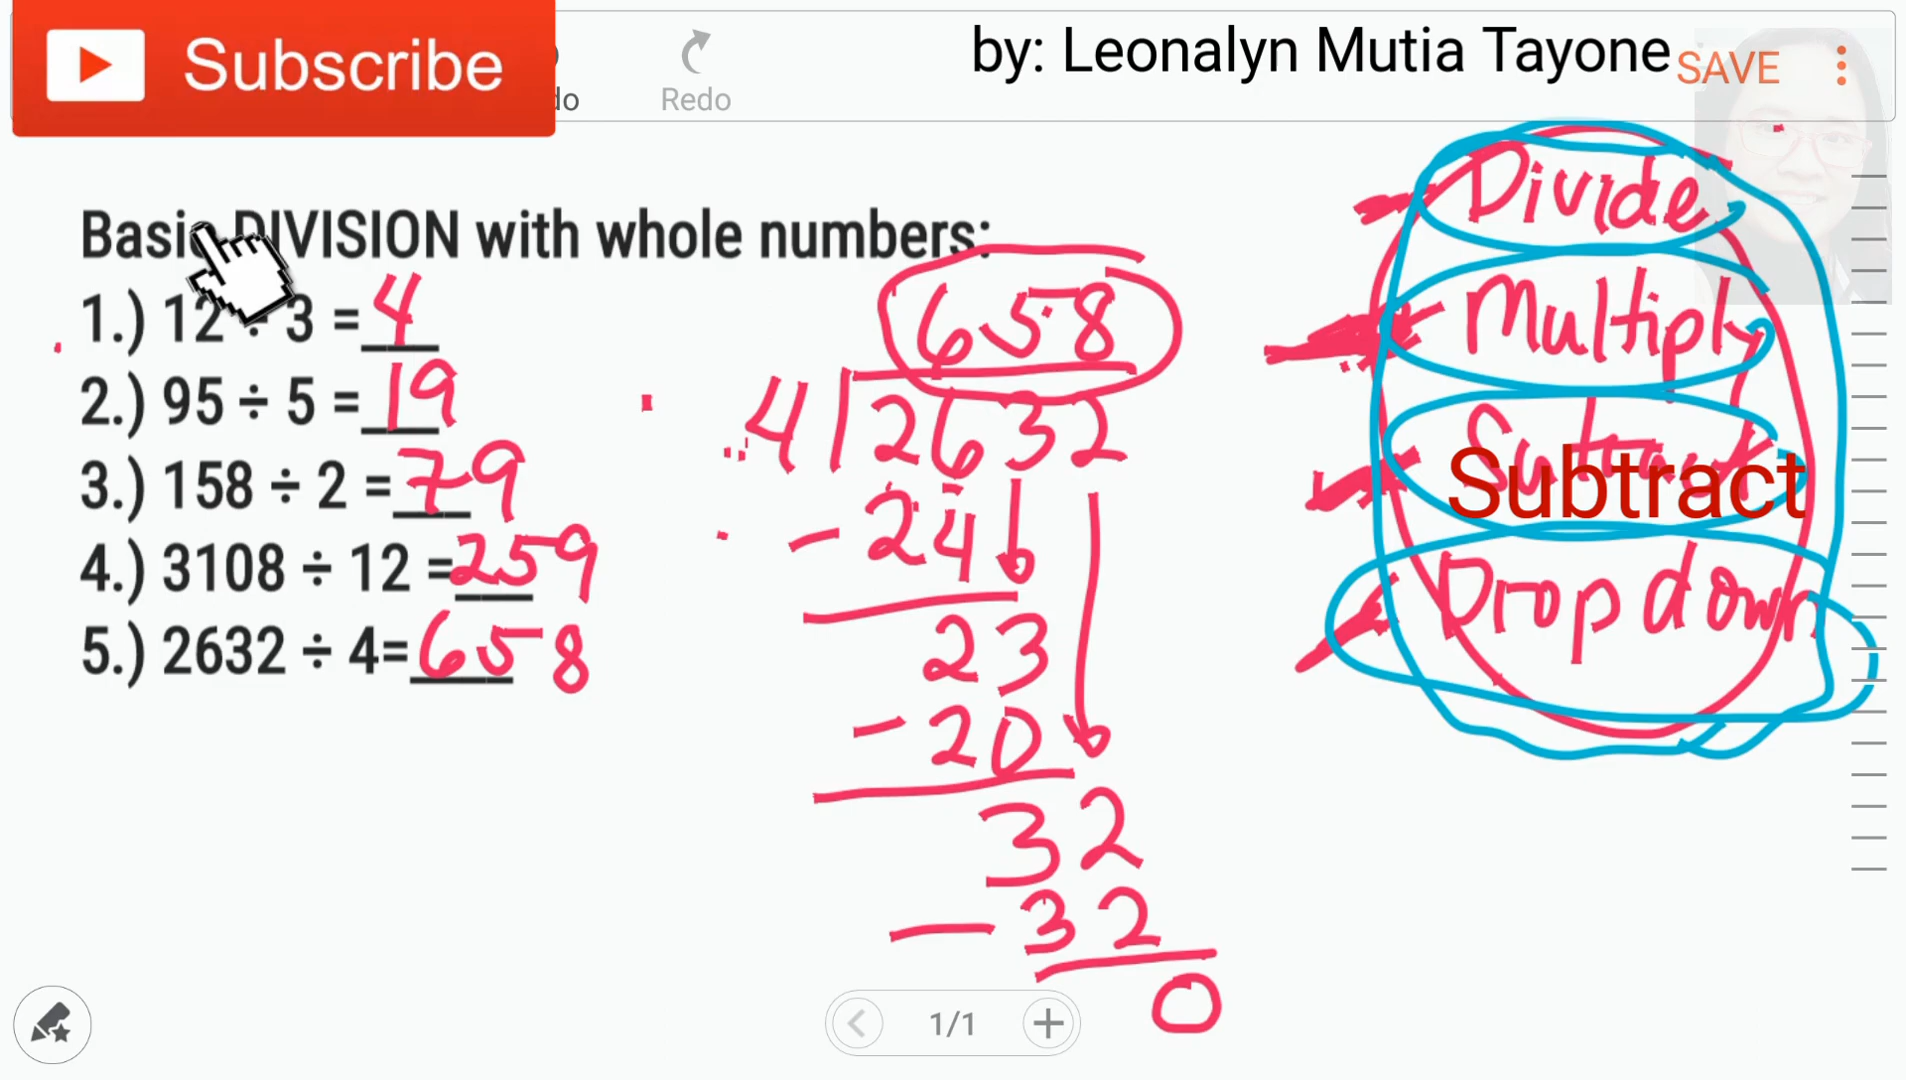 Subscribe
do
Redo
by: Leonalyn Mutia Tayone
SAVE
Basic DIVISION with whole numbers:
1.) 12 ÷ 3 = 4
2.) 95 ÷ 5 = 19
3.) 158 ÷ 2 = 79
4.) 3108 ÷ 12 = 259
5.) 2632 ÷ 4= 658
658
4 2632
- 24
23
- 20
32
- 32
0
Divide
Multiply
Subtract
Subtract
Drop down
1/1